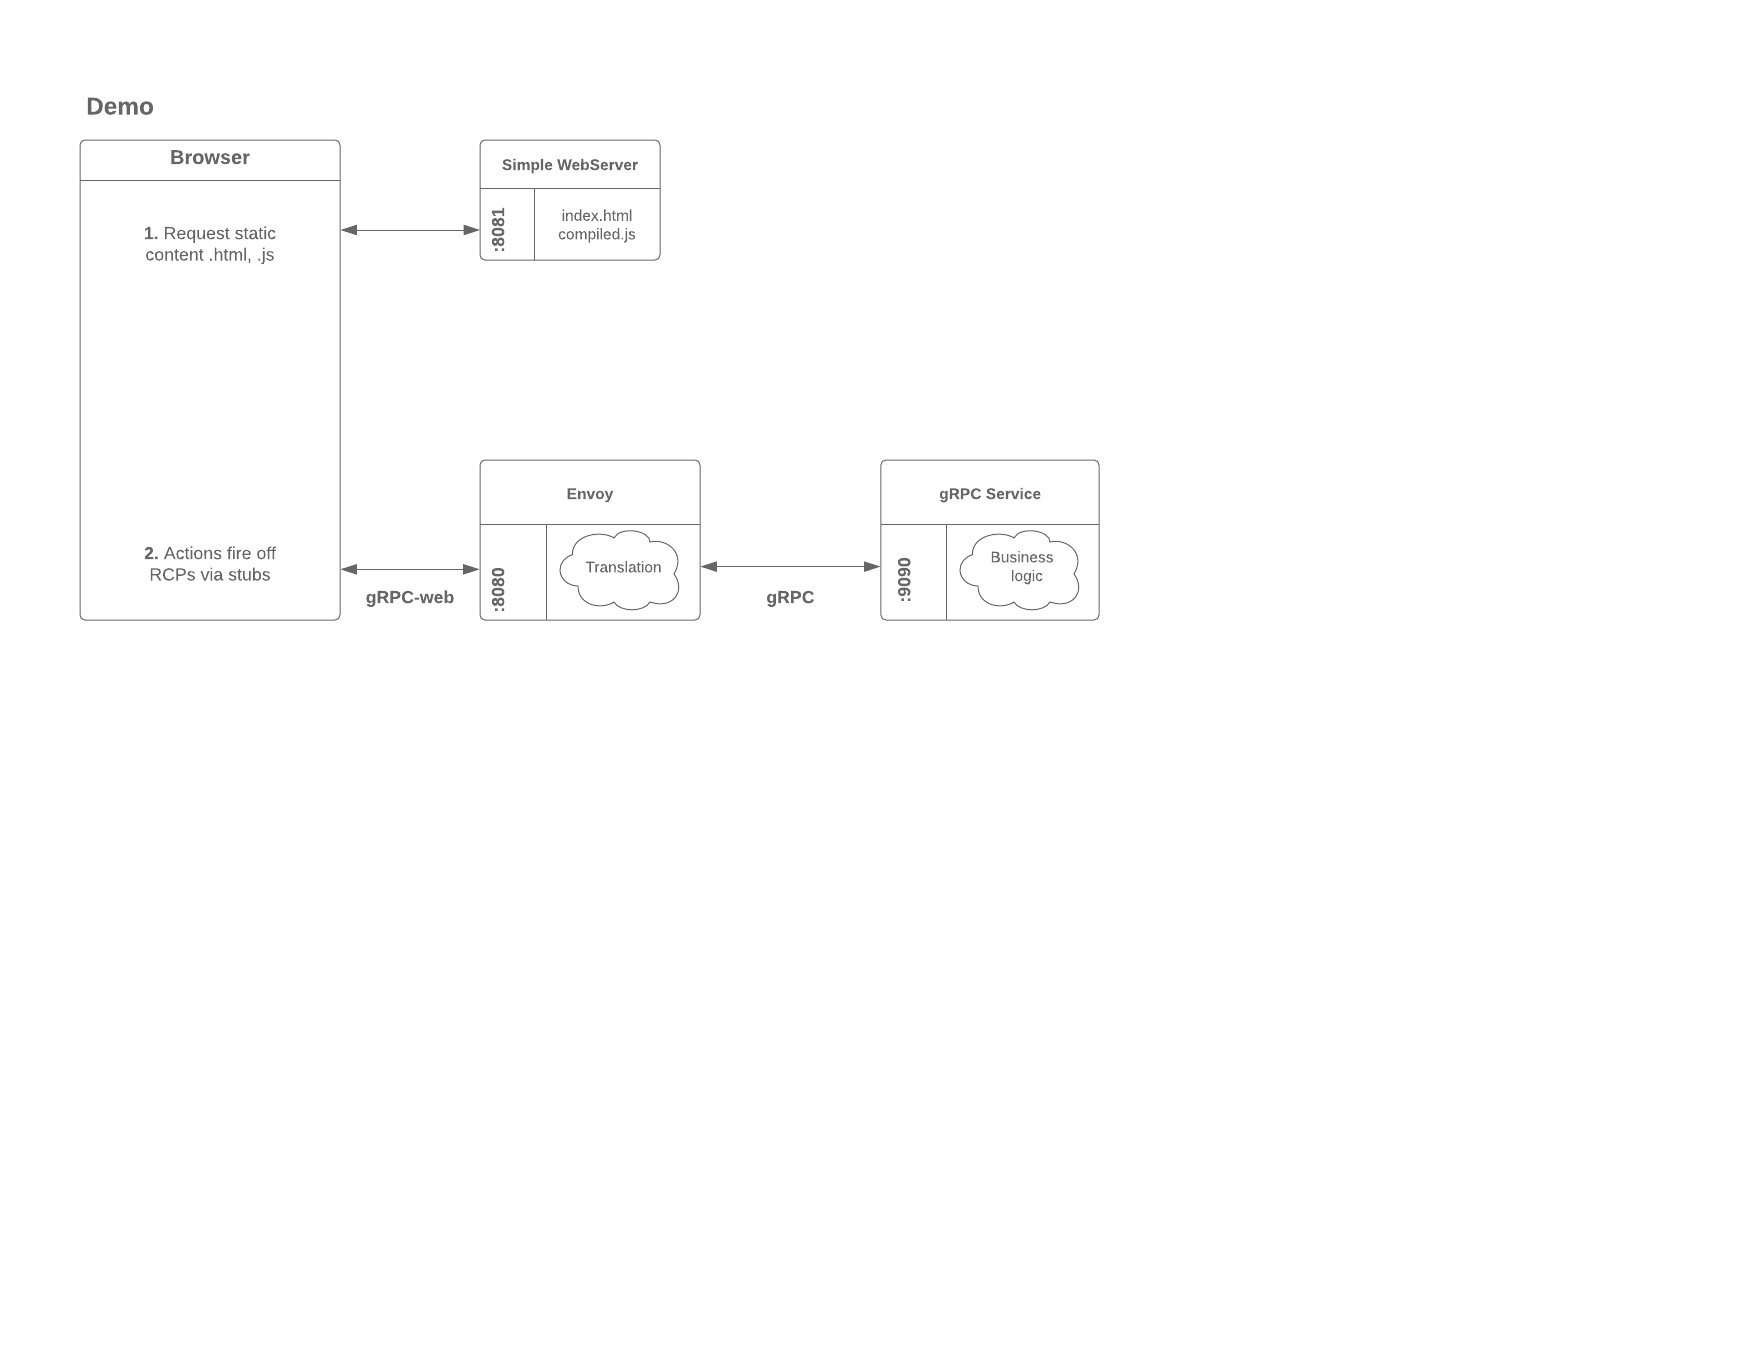 Demo
Browser
1. Request static
content .html, .js
Simple WebServer
:8081
index.html
compiled.js
2. Actions fire off
RCPs via stubs
gRPC-web
Envoy
:8080
Translation
gRPC
gRPC Service
:9090
Business
logic